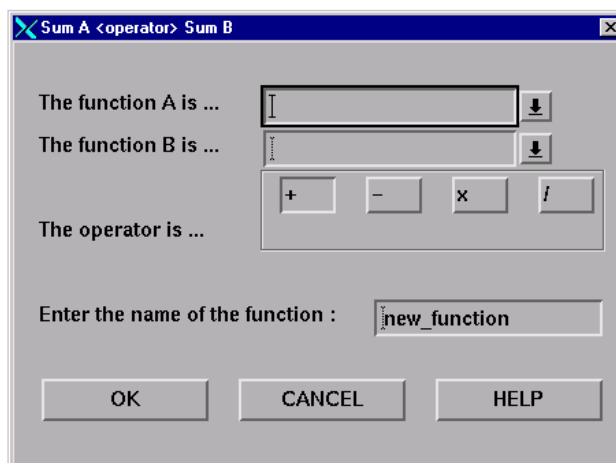 Sum A <operator> Sum B
The function A is ...
The function B is ...
+ - x /
The operator is ...
Enter the name of the function : new_function
OK CANCEL HELP